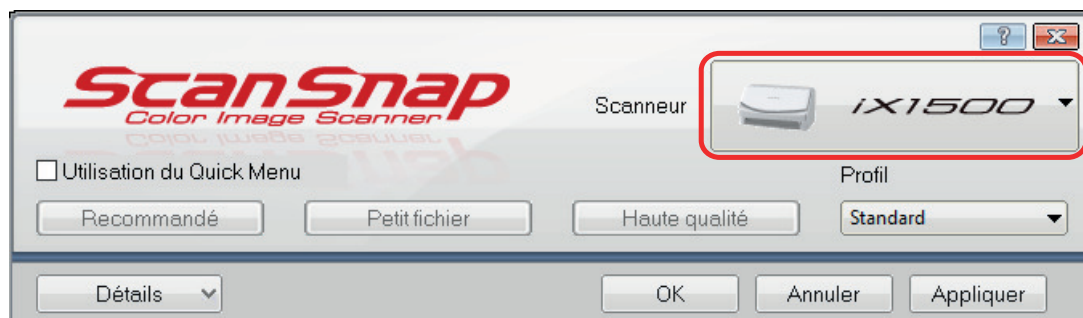 ScanSnap
Color Image Scanner
Scanneur
iX1500
Utilisation du Quick Menu
Profil
Recommandé
Petit fichier
Haute qualité
Standard
Détails
OK
Annuler
Appliquer